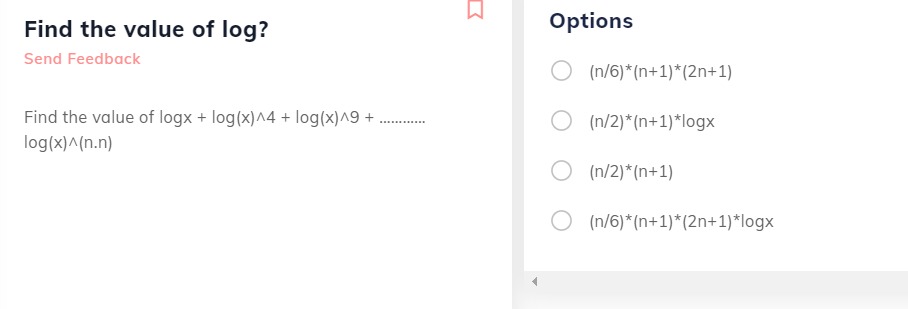 Find the value of log?
Send Feedback
Find the value of logx + log(x)^4 + log(x)^9 + ............
log(x)^(n.n)
Options
(n/6)*(n+1)*(2n+1)
(n/2)*(n+1)*logx
(n/2)*(n+1)
(n/6)*(n+1)*(2n+1)*logx